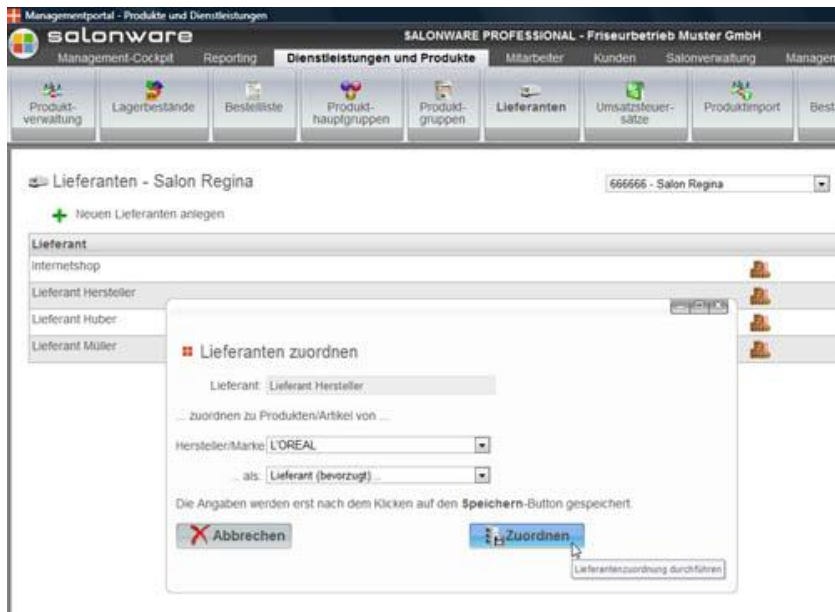 Managementportal - Produkte und Dienstleistungen
salonware
SALONWARE PROFESSIONAL - Friseurbetrieb Muster GmbH
Management-Cockpit Reporting Dienstleistungen und Produkte Mitarbeiter Kunden Salonverwaltung Managem
Produkt-
verwaltung
Lagerbestände
Bestellliste
Produkt-
hauptgruppen
Produkt-
gruppen
Lieferanten
Umsatzsteuer-
sätze
Produktimport
Best
Lieferanten - Salon Regina
666666 - Salon Regina
Neuen Lieferanten anlegen
Lieferant
Internetshop
Lieferant Hersteller
Lieferant Huber
Lieferant Müller
Lieferanten zuordnen
Lieferant: Lieferant Hersteller
... zuordnen zu Produkten/Artikel von ...
Hersteller/Marke L'OREAL
... als: Lieferant (bevorzugt) ...
Die Angaben werden erst nach dem Klicken auf den Speichern-Button gespeichert.
Abbrechen
Zuordnen
Lieferantenzuordnung durchführen